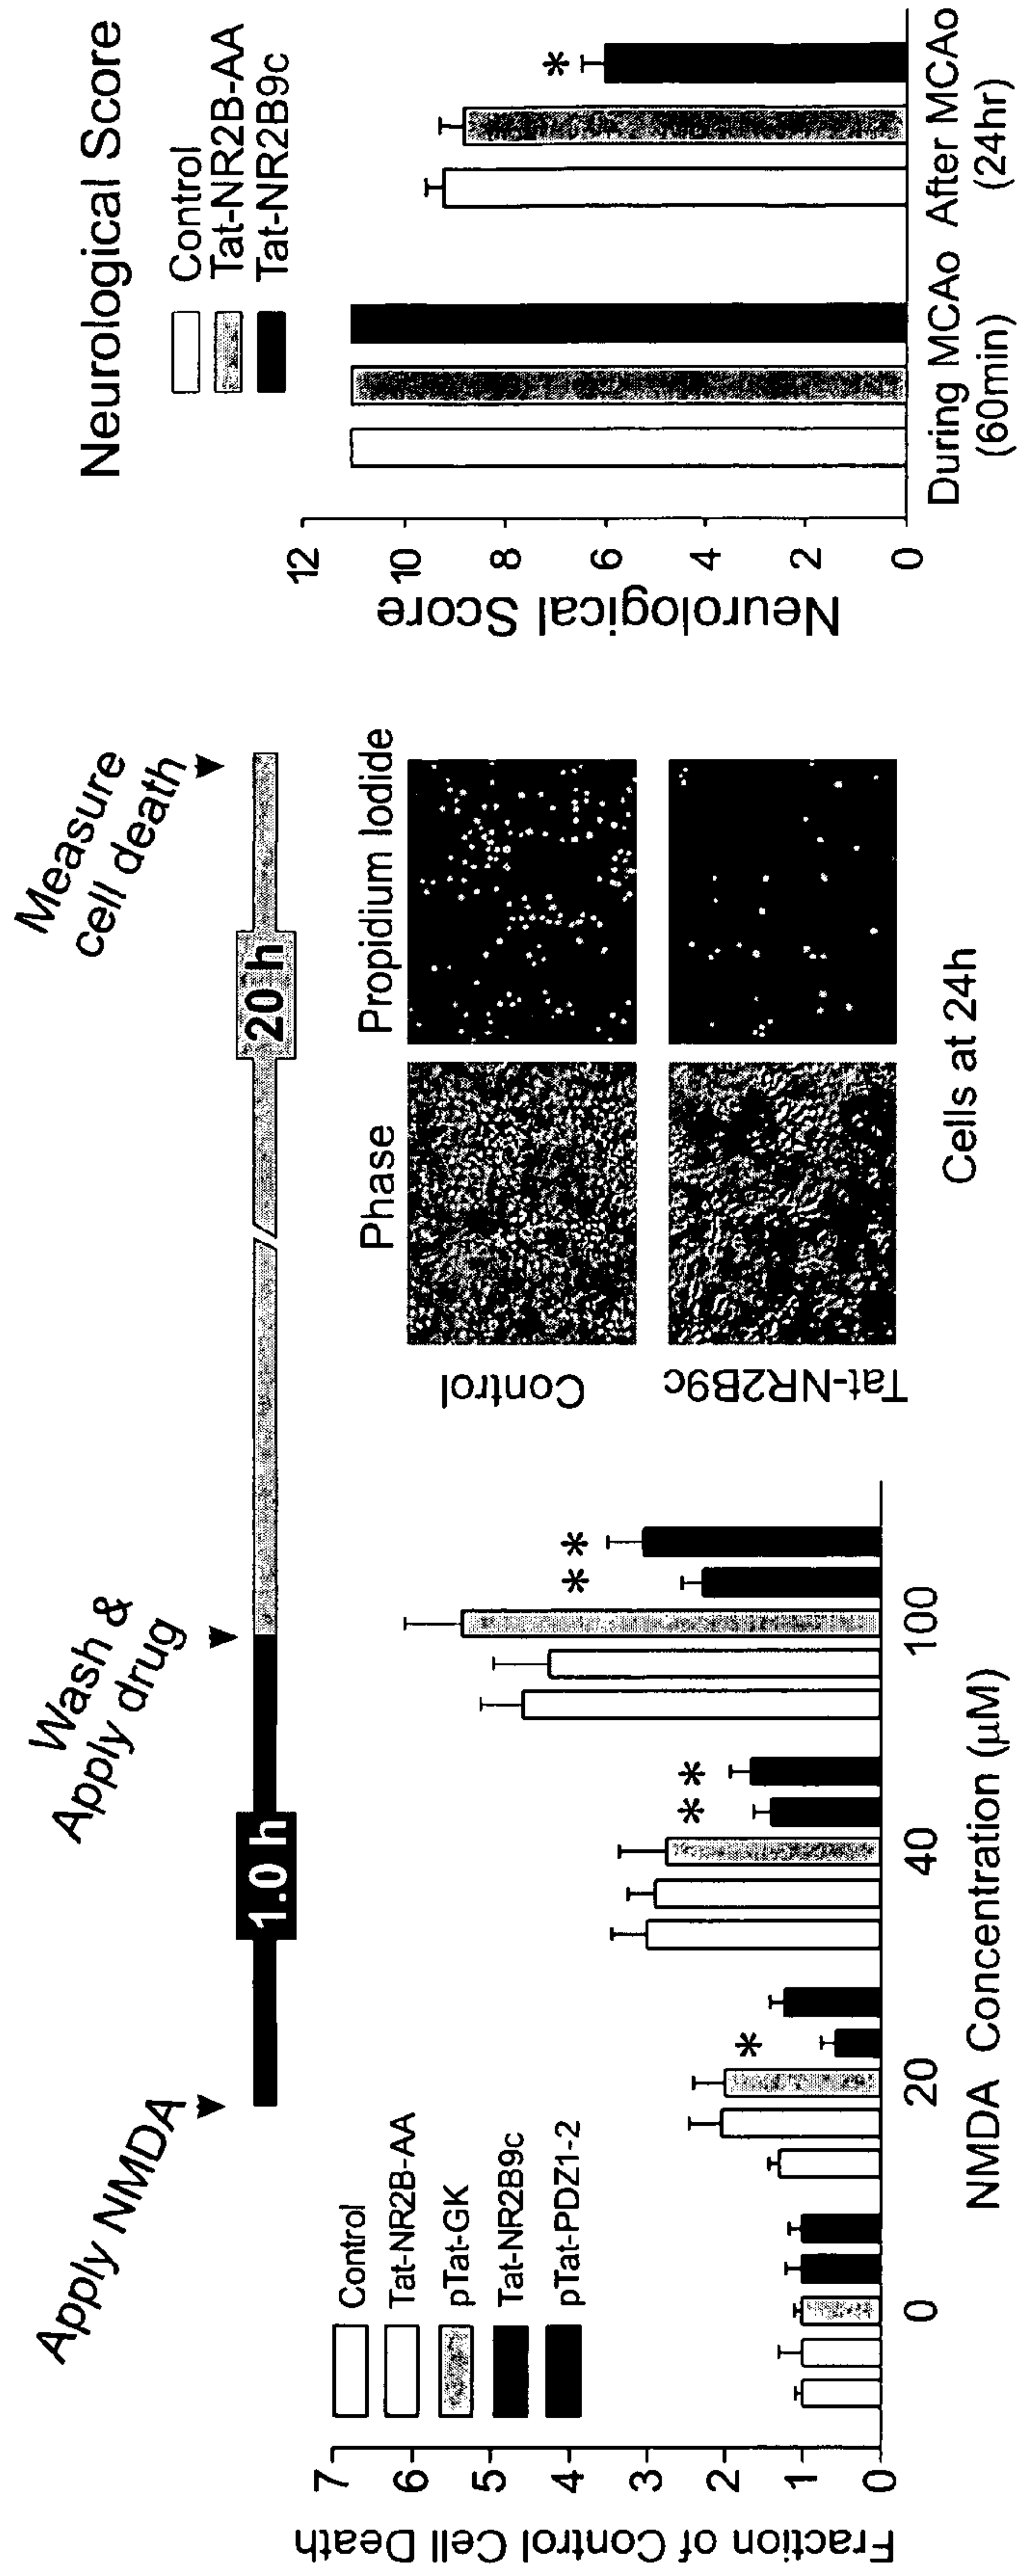 Apply NMDA
Wash &
Apply drug
Measure
cell death
1.0 h
20 h
Control
Tat-NR2B-AA
pTat-GK
Tat-NR2B9c
pTat-PDZ1-2
Fraction of Control Cell Death
7
6
5
4
3
2
1
0
* * * * *
0
20
40
100
NMDA Concentration (µM)
Phase
Propidium Iodide
Control
Tat-NR2B9c
Cells at 24h
Neurological Score
Control
Tat-NR2B-AA
Tat-NR2B9c
Neurological Score
12
10
8
6
4
2
0
*
During MCAo
(60min)
After MCAo
(24hr)